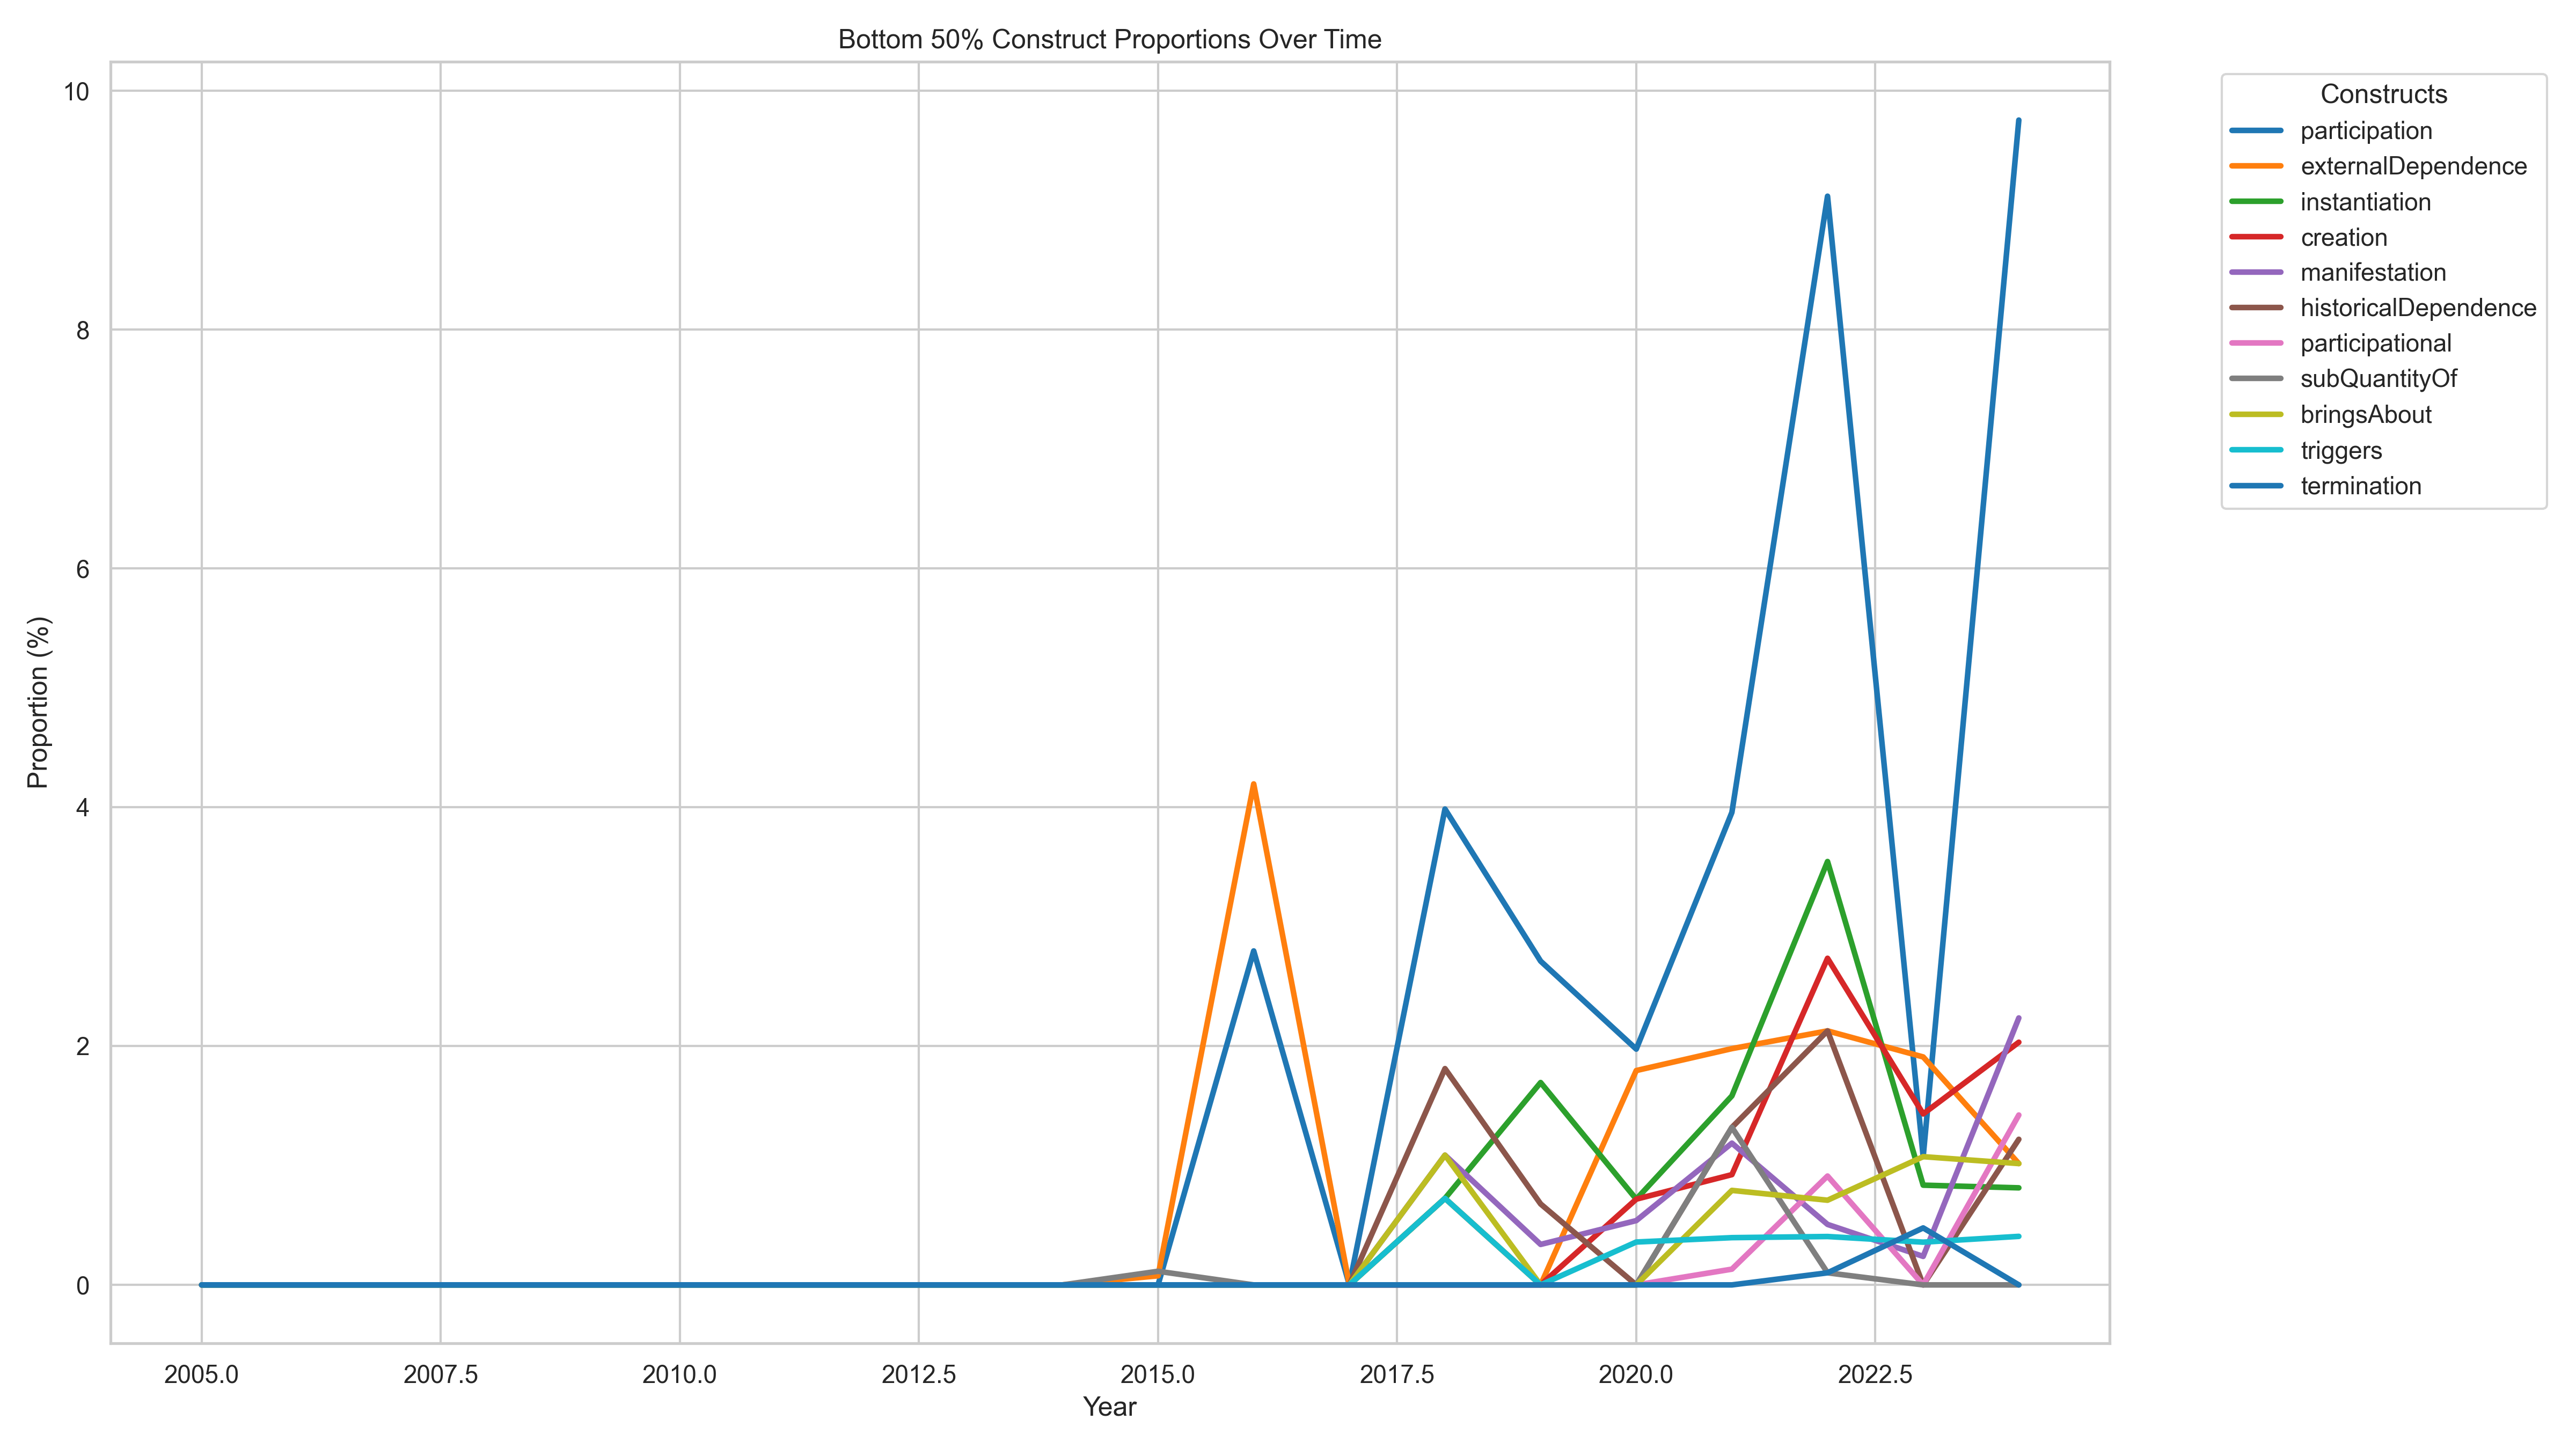 Bottom 50% Construct Proportions Over Time
10
8
6
4
2
0
Proportion (%)
2005.0 2007.5 2010.0 2012.5 2015.0 2017.5 2020.0 2022.5
Year
Constructs
participation
externalDependence
instantiation
creation
manifestation
historicalDependence
participational
subQuantityOf
bringsAbout
triggers
termination